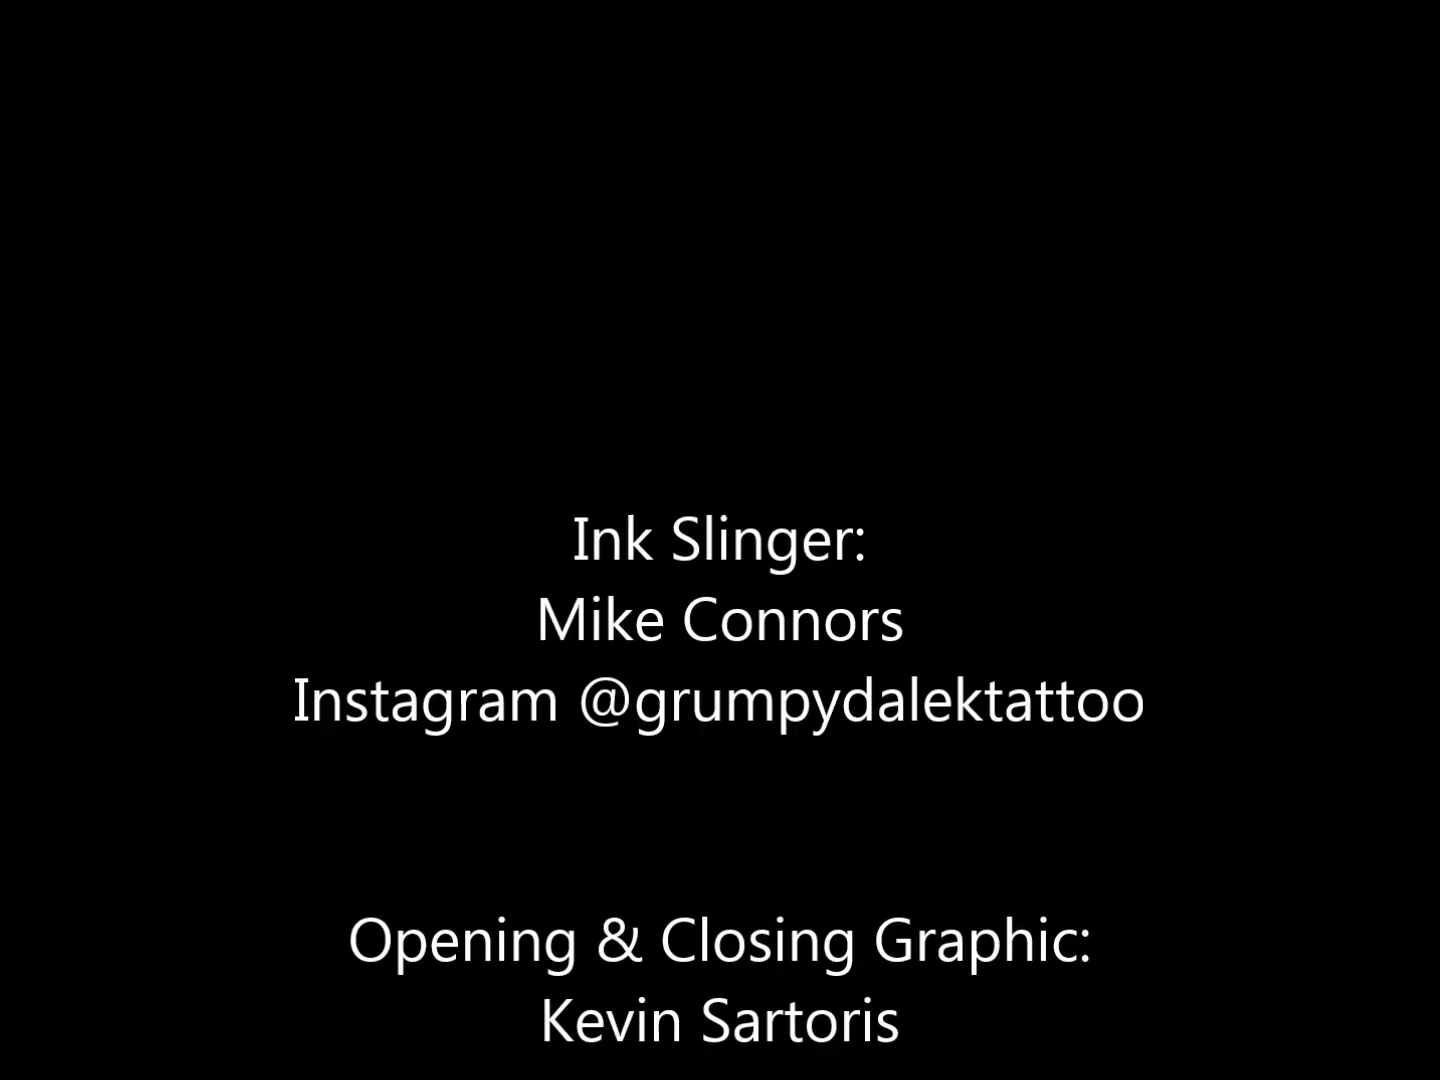 Ink Slinger:
Mike Connors
Instagram @grumpydalektattoo
Opening & Closing Graphic:
Kevin Sartoris